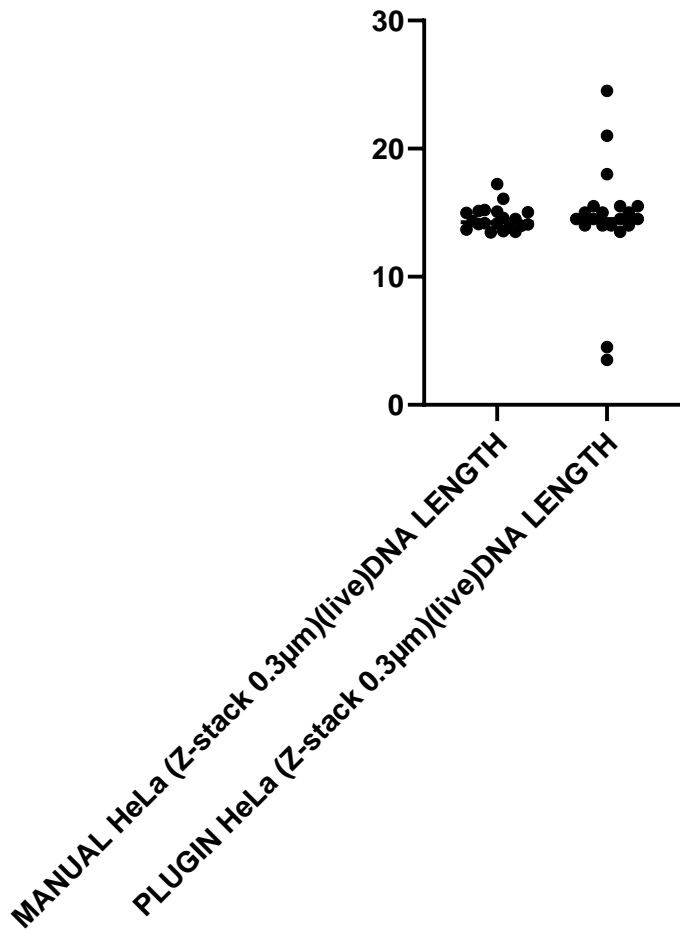 30
20
10
0
MANUAL HeLa (Z-stack 0.3μm)(live)DNA LENGTH
PLUGIN HeLa (Z-stack 0.3μm)(live)DNA LENGTH